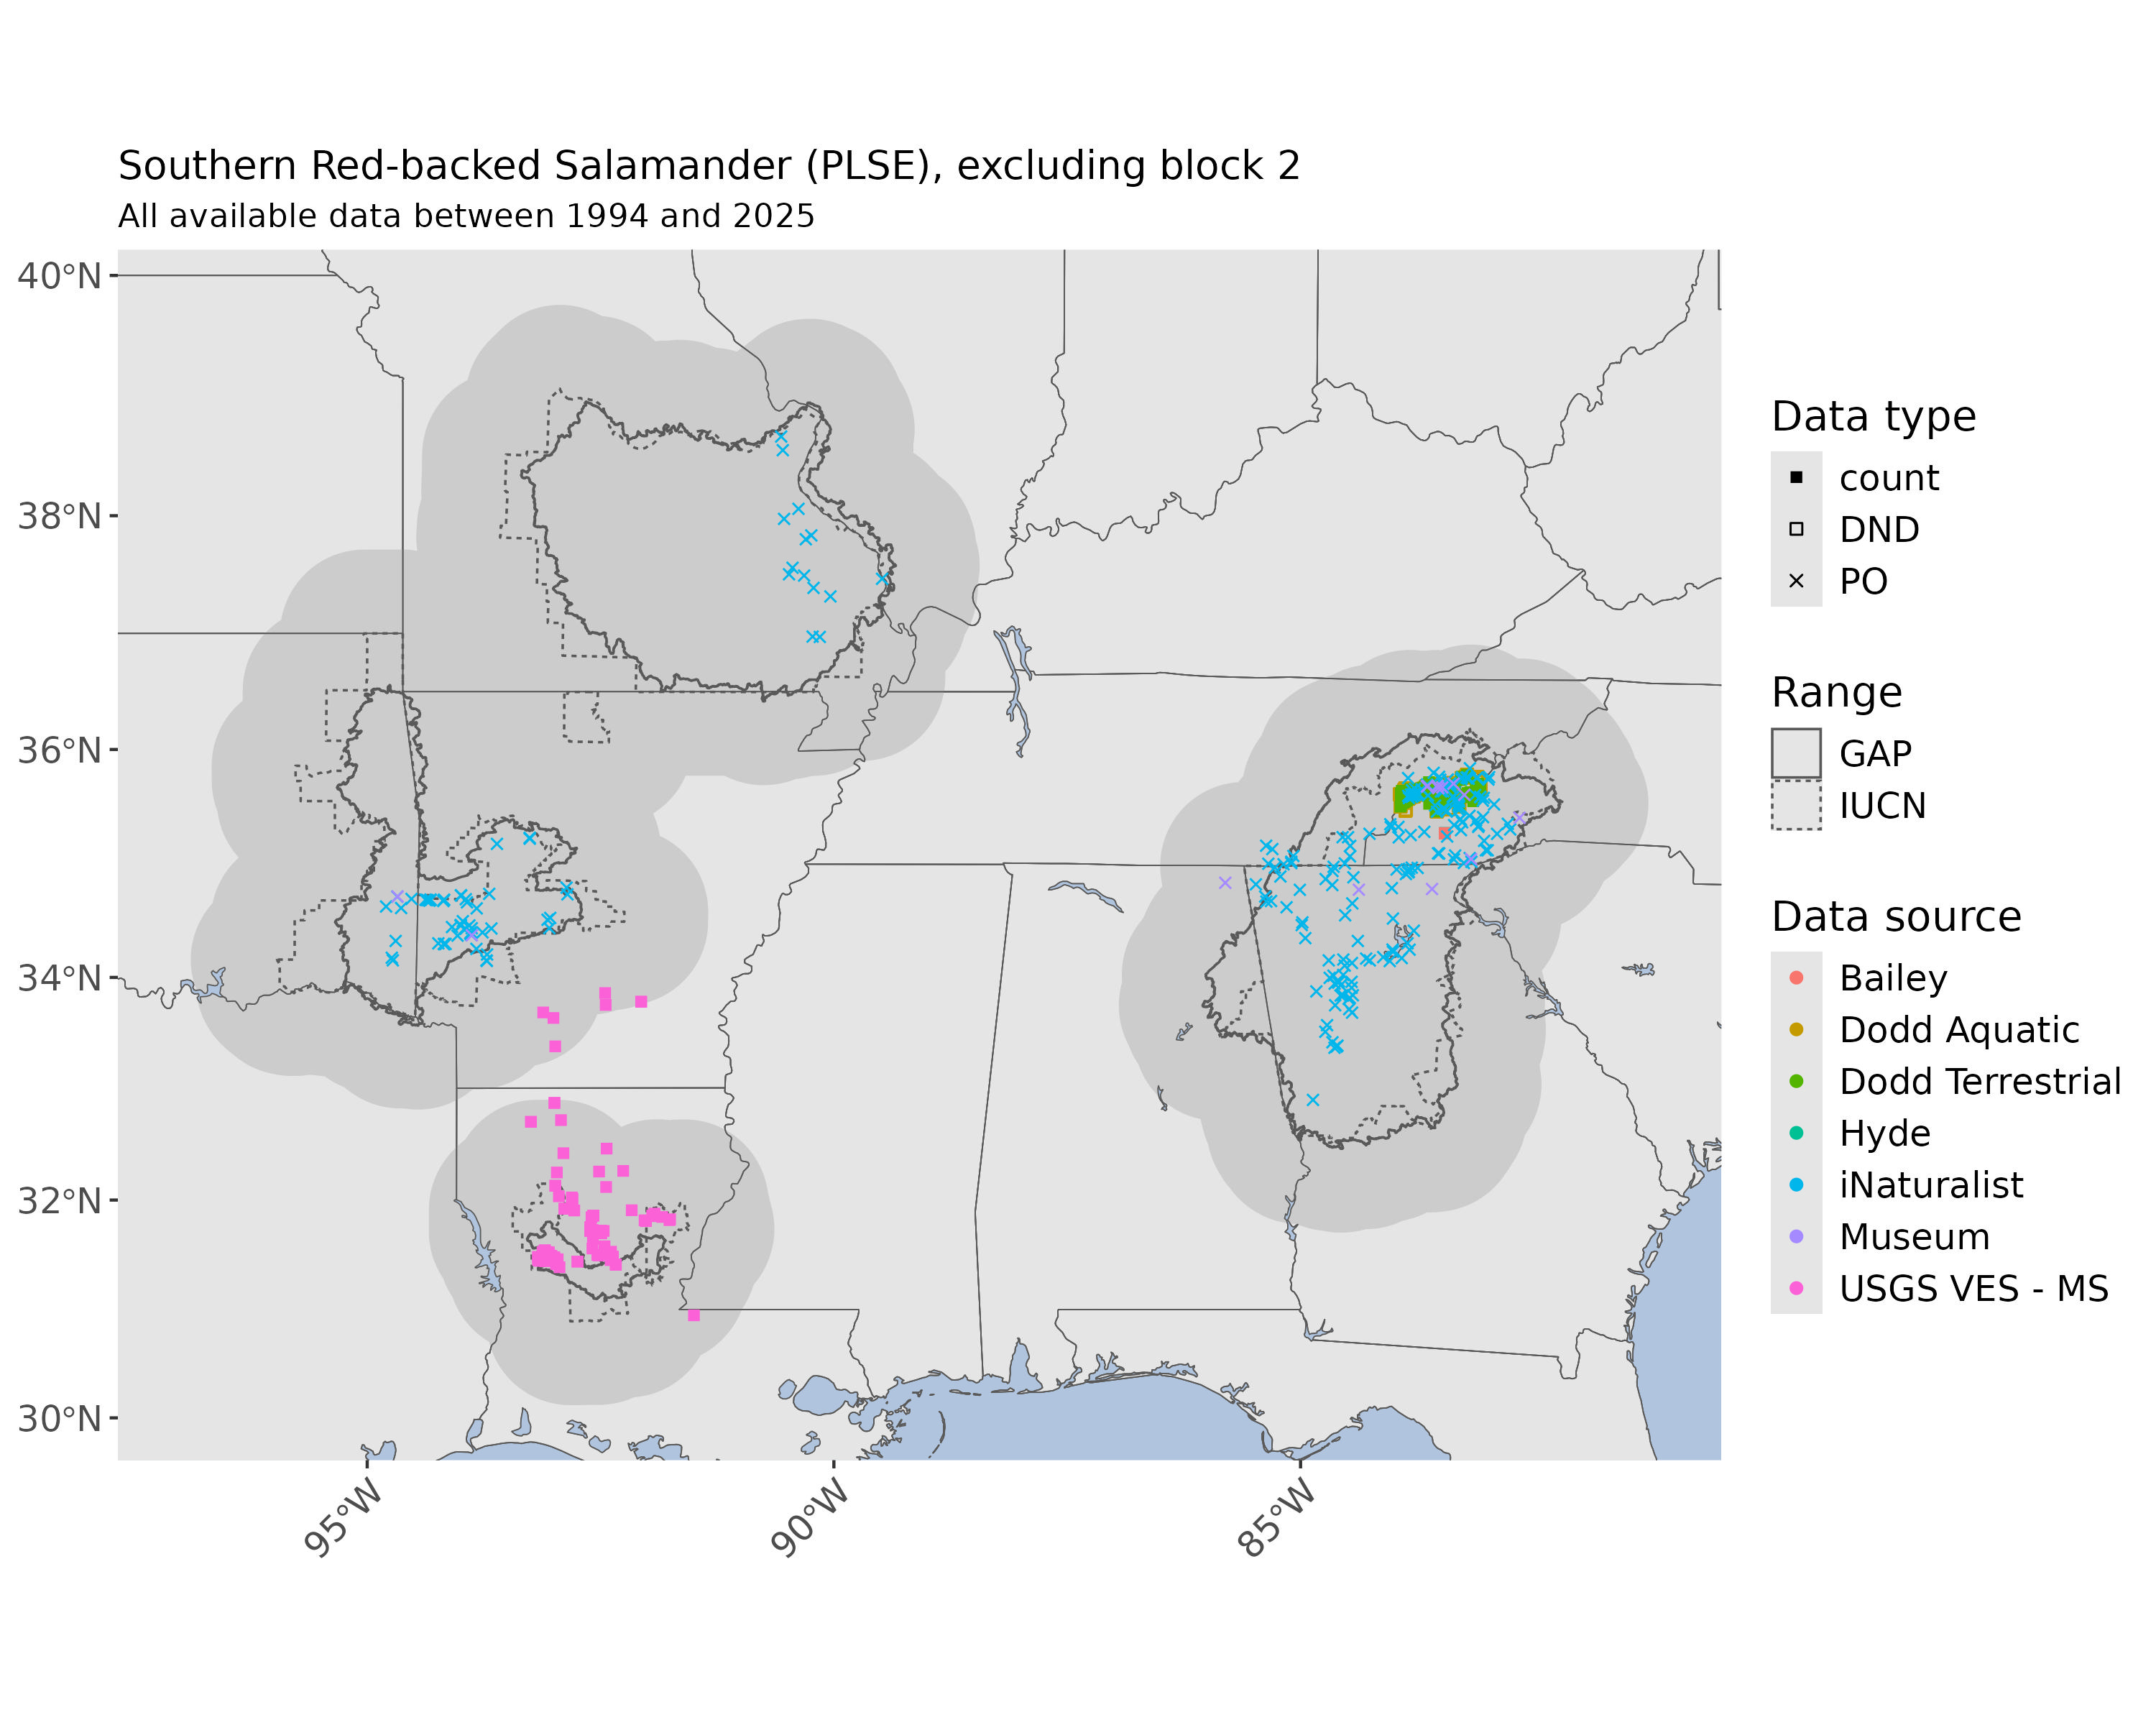 Southern Red-backed Salamander (PLSE), excluding block 2
All available data between 1994 and 2025
40°N
38°N
36°N
34°N
32°N
30°N
95°W
90°W
85°W
Data type
count
DND
PO
Range
GAP
IUCN
Data source
Bailey
Dodd Aquatic
Dodd Terrestrial
Hyde
iNaturalist
Museum
USGS VES - MS